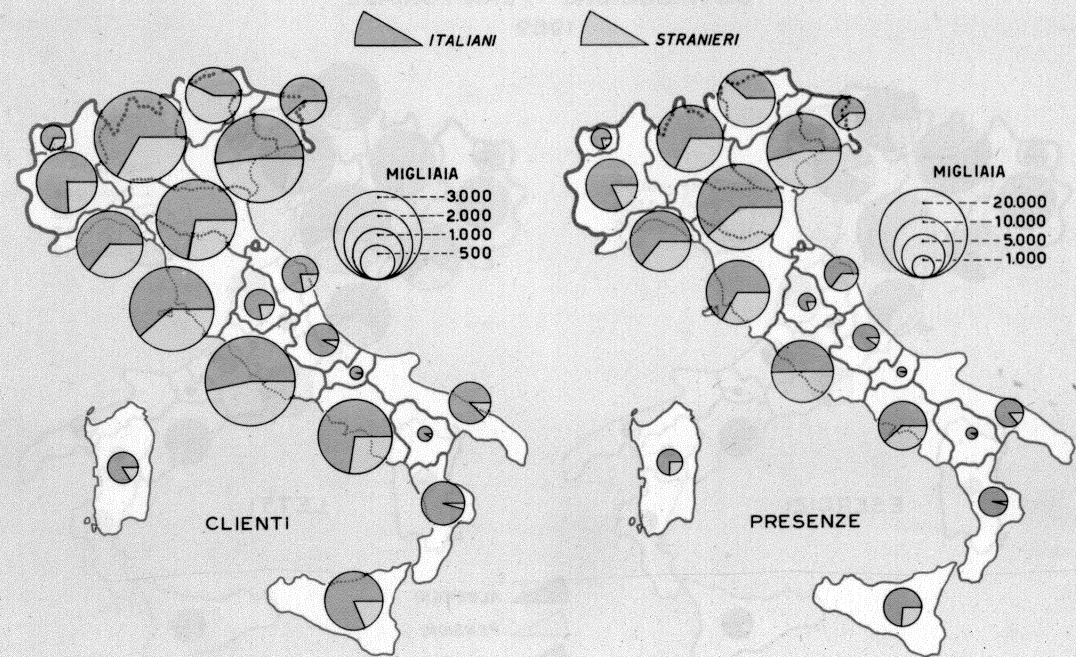 ITALIANI
STRANIERI
MIGLIAIA
3.000
2.000
1.000
500
MIGLIAIA
20.000
10.000
5.000
1.000
CLIENTI
PRESENZE